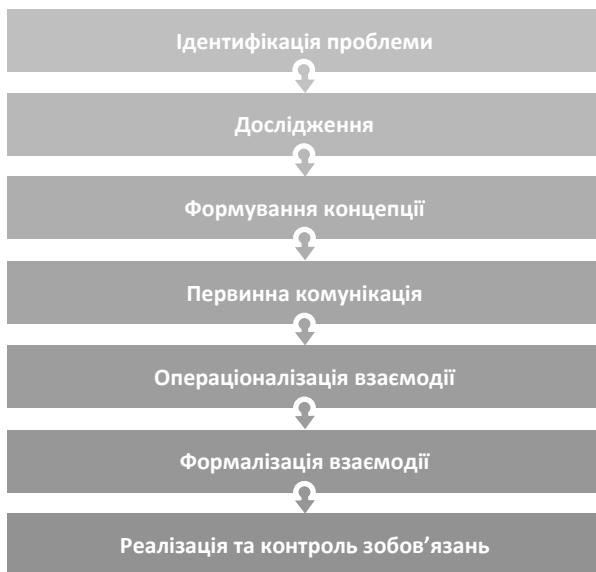 Ідентифікація проблеми
Дослідження
Формування концепції
Первинна комунікація
Операціоналізація взаємодії
Формалізація взаємодії
Реалізація та контроль зобов’язань